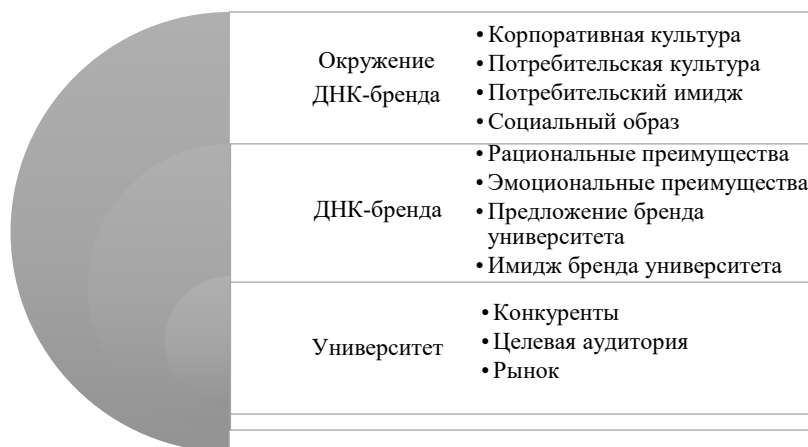 Окружение
ДНК-бренда
• Корпоративная культура
• Потребительская культура
• Потребительский имидж
• Социальный образ
ДНК-бренда
• Рациональные преимущества
• Эмоциональные преимущества
• Предложение бренда
университета
• Имидж бренда университета
Университет
• Конкуренты
• Целевая аудитория
• Рынок